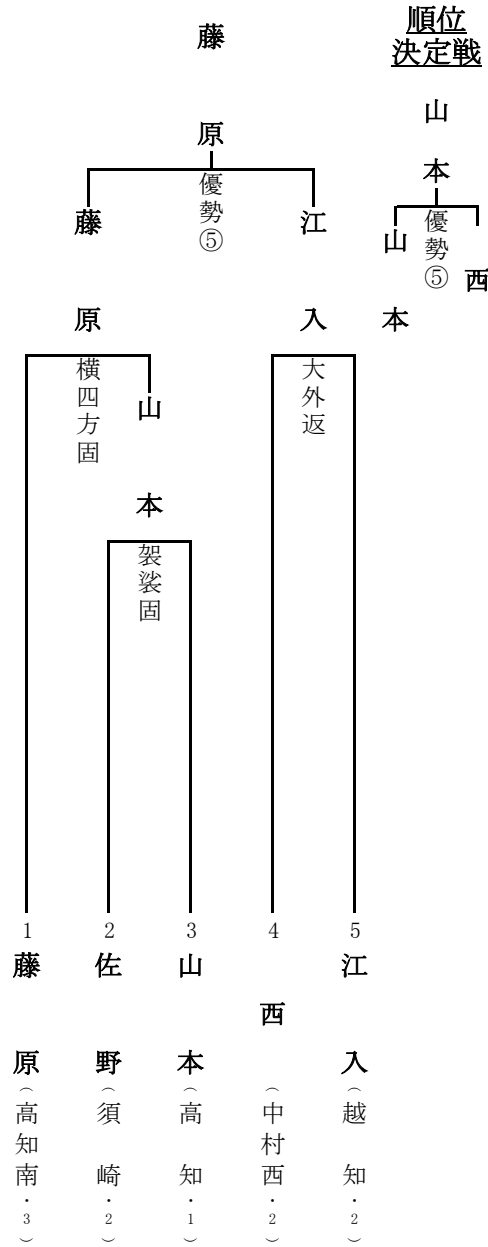 順位
決定戦
藤原
優勢⑤
藤原
江入
山本
優勢⑤
山本
西
横四方固
大外返
山本
袈裟固
1
2
3
4
5
藤原（高知南・3）
佐野（須崎・2）
山本（高知・1）
西（中村西・2）
江入（越知・2）